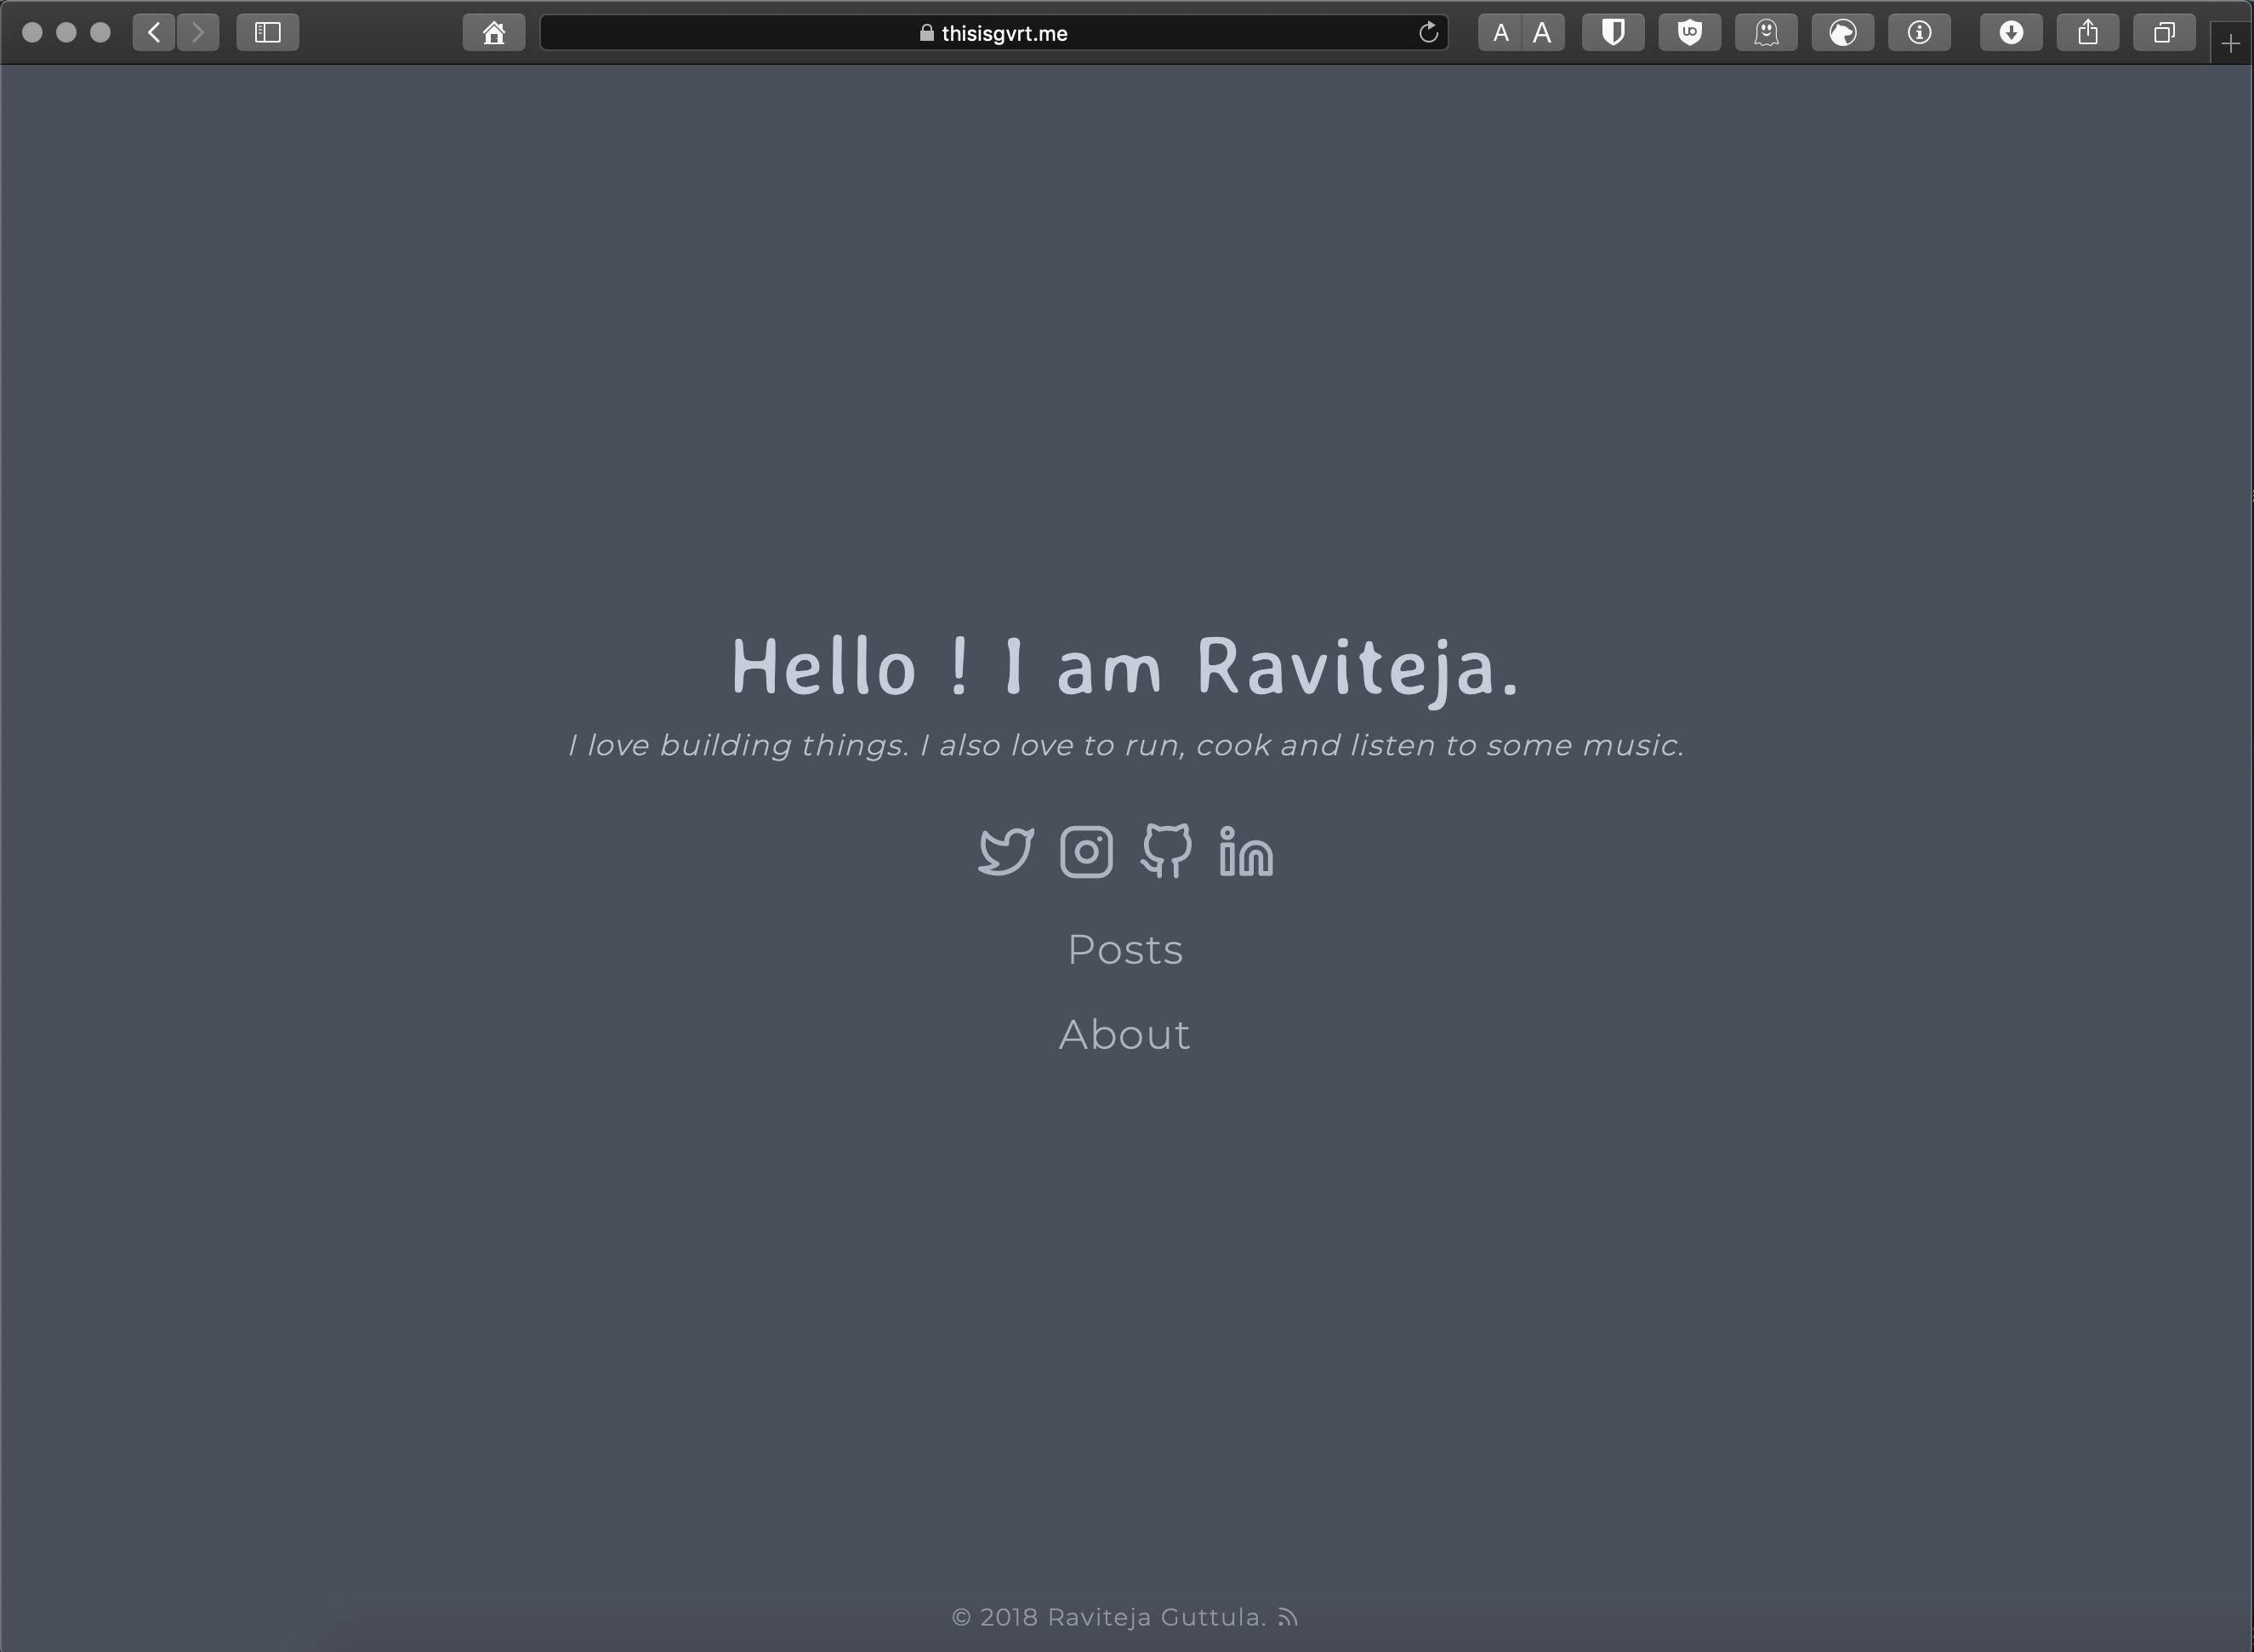 thisisgvrt.me
A A
Hello ! I am Raviteja.
I love building things. I also love to run, cook and listen to some music.
Posts
About
© 2018 Raviteja Guttula.